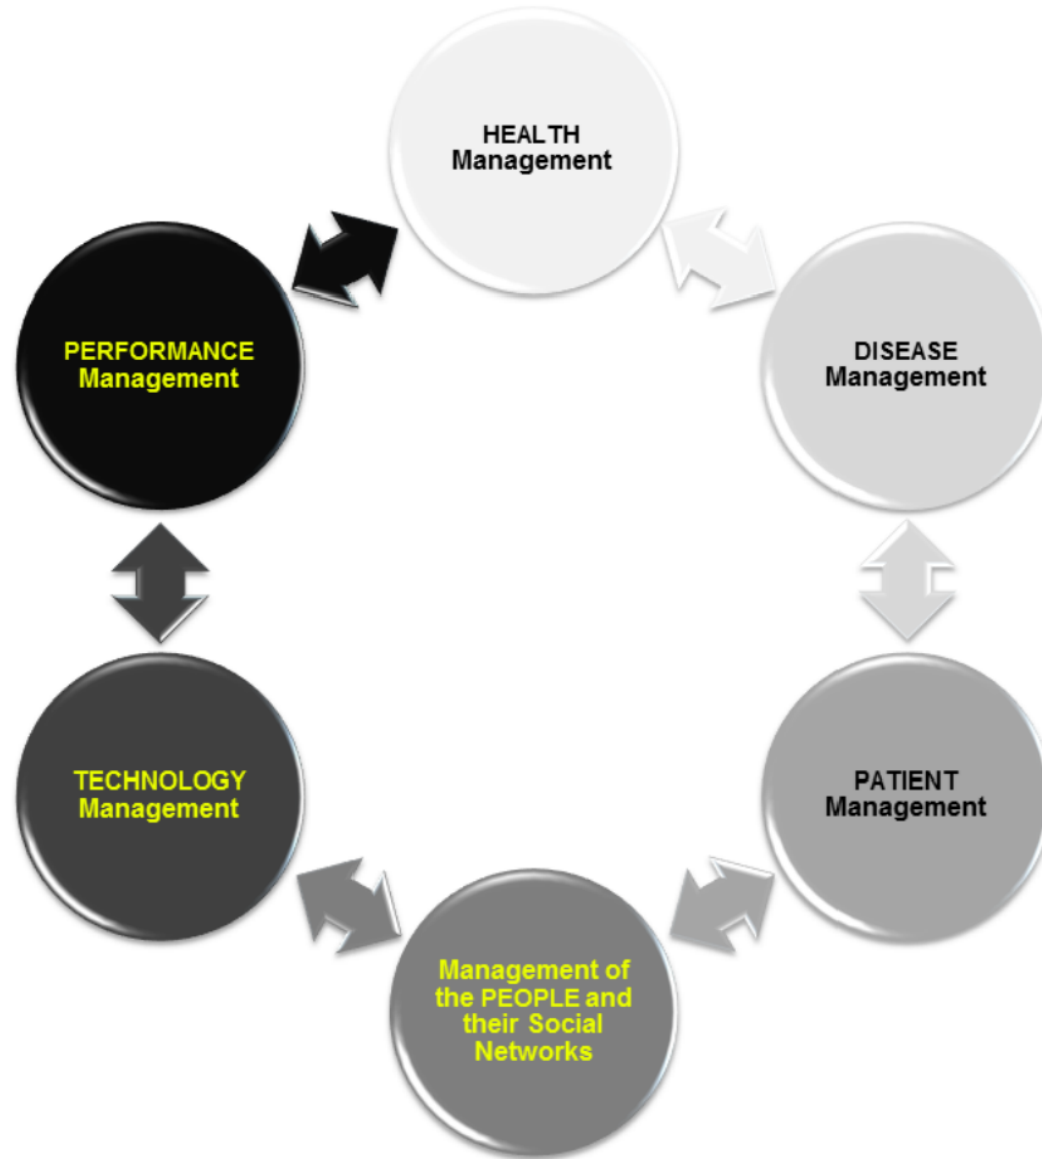 HEALTH
Management
DISEASE
Management
PATIENT
Management
Management of
the PEOPLE and
their Social
Networks
TECHNOLOGY
Management
PERFORMANCE
Management